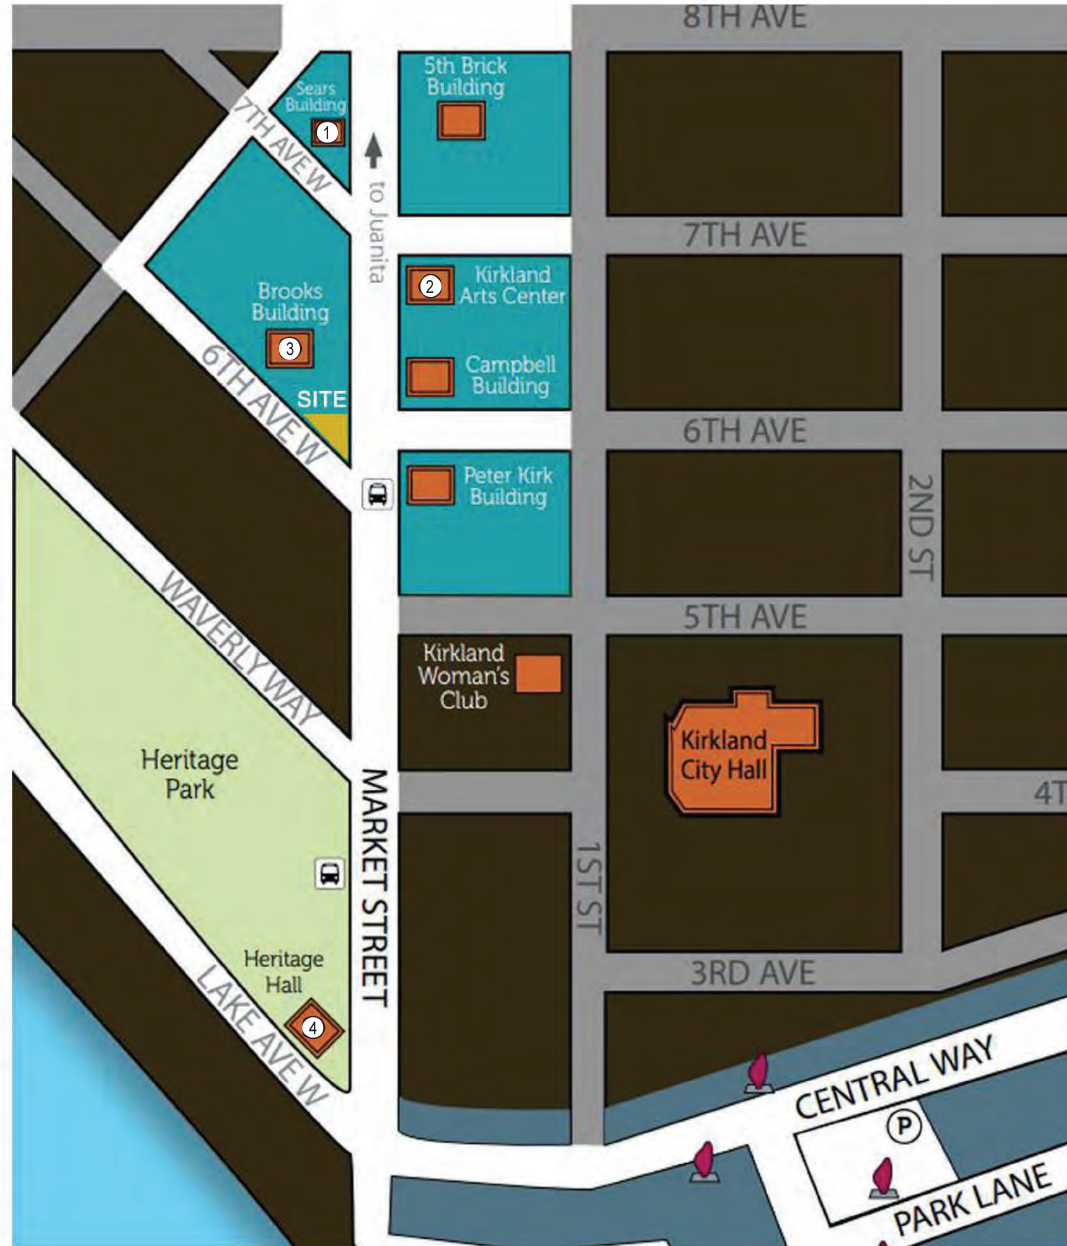 8TH AVE
5th Brick
Building
Sears
Building
1
7TH AVE W
to Juanita
7TH AVE
2
Kirkland
Arts Center
Brooks
Building
3
Campbell
Building
6TH AVE W
SITE
6TH AVE
Peter Kirk
Building
2ND ST
WAVERLY WAY
5TH AVE
Kirkland
Woman's
Club
Kirkland
City Hall
Heritage
Park
MARKET STREET
4T
1ST ST
Heritage
Hall
4
LAKE AVE W
3RD AVE
CENTRAL WAY
P
PARK LANE